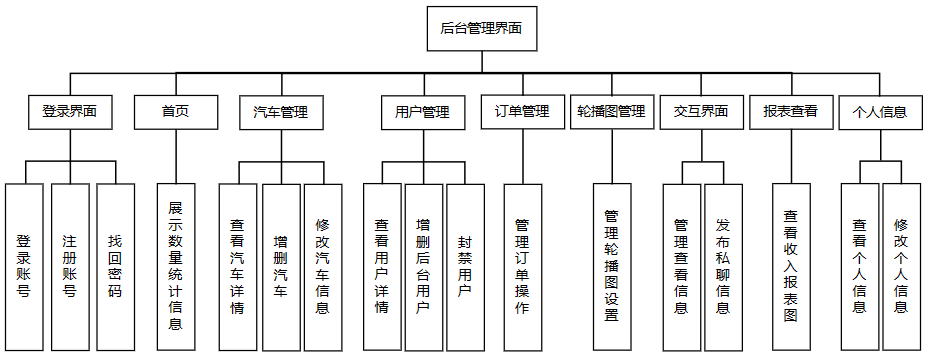 后台管理界面
登录界面
首页
汽车管理
用户管理
订单管理
轮播图管理
交互界面
报表查看
个人信息
登录账号
注册账号
找回密码
展示数量统计信息
查看汽车详情
增删汽车
修改汽车信息
查看用户详情
增删后台用户
封禁用户
管理订单操作
管理轮播图设置
管理查看信息
发布私聊信息
查看收入报表图
查看个人信息
修改个人信息